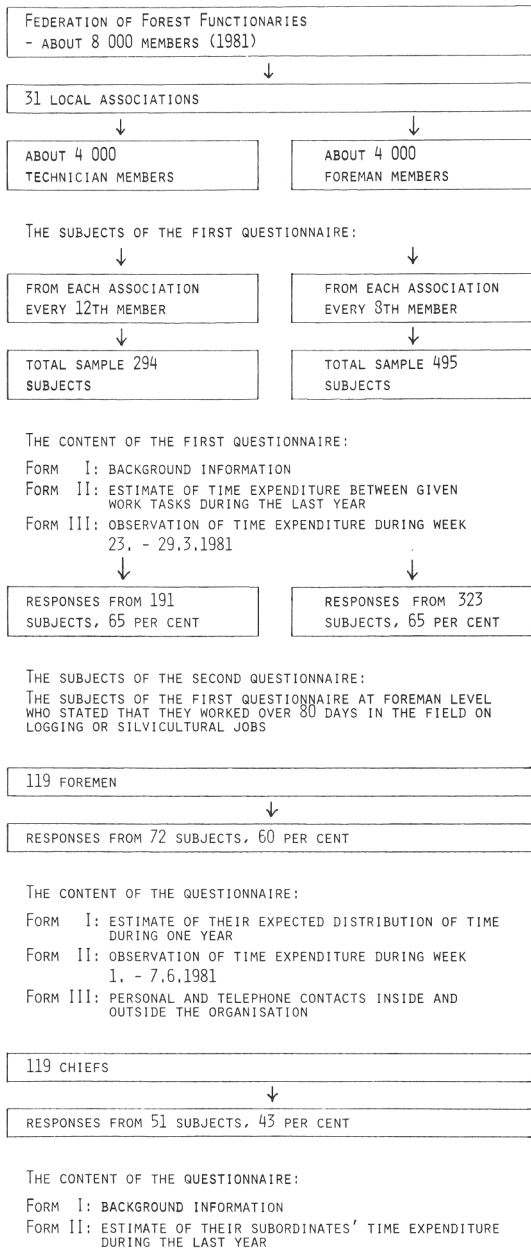 FEDERATION OF FOREST FUNCTIONARIES
- ABOUT 8 000 MEMBERS (1981)
31 LOCAL ASSOCIATIONS
ABOUT 4 000
TECHNICIAN MEMBERS
ABOUT 4 000
FOREMAN MEMBERS
THE SUBJECTS OF THE FIRST QUESTIONNAIRE:
FROM EACH ASSOCIATION
EVERY 12TH MEMBER
FROM EACH ASSOCIATION
EVERY 8TH MEMBER
TOTAL SAMPLE 294
SUBJECTS
TOTAL SAMPLE 495
SUBJECTS
THE CONTENT OF THE FIRST QUESTIONNAIRE:
FORM I: BACKGROUND INFORMATION
FORM II: ESTIMATE OF TIME EXPENDITURE BETWEEN GIVEN
WORK TASKS DURING THE LAST YEAR
FORM III: OBSERVATION OF TIME EXPENDITURE DURING WEEK
23. - 29.3.1981
RESPONSES FROM 191
SUBJECTS, 65 PER CENT
RESPONSES FROM 323
SUBJECTS, 65 PER CENT
THE SUBJECTS OF THE SECOND QUESTIONNAIRE:
THE SUBJECTS OF THE FIRST QUESTIONNAIRE AT FOREMAN LEVEL
WHO STATED THAT THEY WORKED OVER 80 DAYS IN THE FIELD ON
LOGGING OR SILVICULTURAL JOBS
119 FOREMEN
RESPONSES FROM 72 SUBJECTS, 60 PER CENT
THE CONTENT OF THE QUESTIONNAIRE:
FORM I: ESTIMATE OF THEIR EXPECTED DISTRIBUTION OF TIME
DURING ONE YEAR
FORM II: OBSERVATION OF TIME EXPENDITURE DURING WEEK
1. - 7.6.1981
FORM III: PERSONAL AND TELEPHONE CONTACTS INSIDE AND
OUTSIDE THE ORGANISATION
119 CHIEFS
RESPONSES FROM 51 SUBJECTS, 43 PER CENT
THE CONTENT OF THE QUESTIONNAIRE:
FORM I: BACKGROUND INFORMATION
FORM II: ESTIMATE OF THEIR SUBORDINATES' TIME EXPENDITURE
DURING THE LAST YEAR